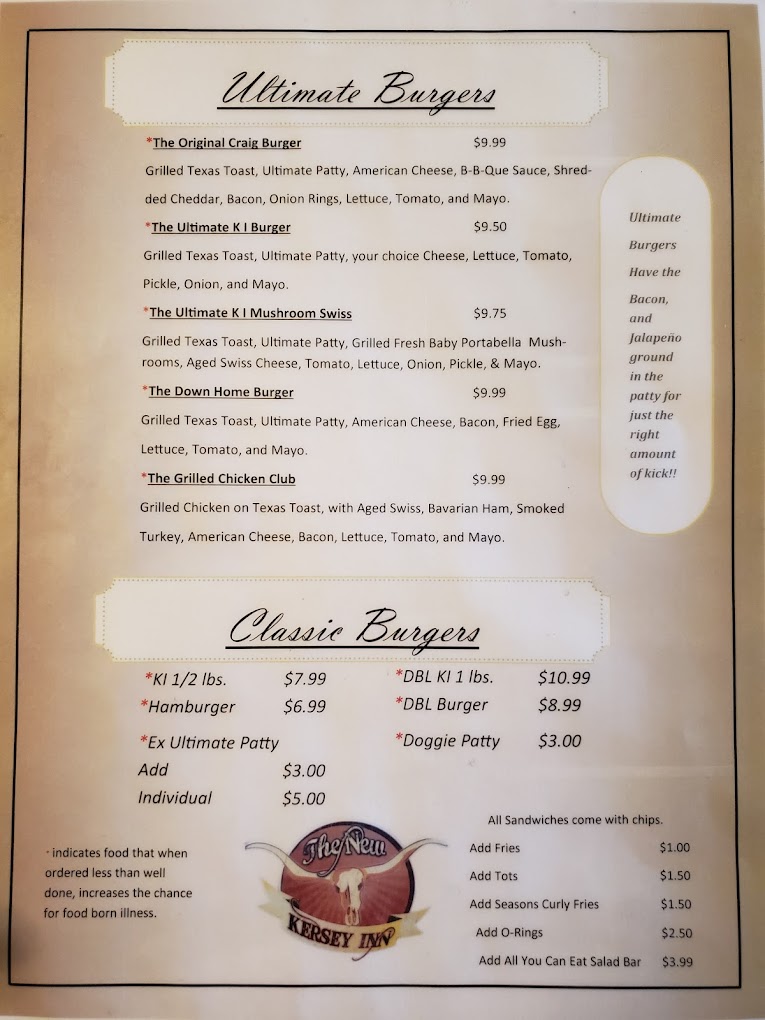 Ultimate Burgers
*The Original Craig Burger $9.99
Grilled Texas Toast, Ultimate Patty, American Cheese, B-B-Que Sauce, Shred-
ded Cheddar, Bacon, Onion Rings, Lettuce, Tomato, and Mayo.
*The Ultimate K I Burger $9.50
Grilled Texas Toast, Ultimate Patty, your choice Cheese, Lettuce, Tomato,
Pickle, Onion, and Mayo.
*The Ultimate K I Mushroom Swiss $9.75
Grilled Texas Toast, Ultimate Patty, Grilled Fresh Baby Portabella Mush-
rooms, Aged Swiss Cheese, Tomato, Lettuce, Onion, Pickle, & Mayo.
*The Down Home Burger $9.99
Grilled Texas Toast, Ultimate Patty, American Cheese, Bacon, Fried Egg,
Lettuce, Tomato, and Mayo.
*The Grilled Chicken Club $9.99
Grilled Chicken on Texas Toast, with Aged Swiss, Bavarian Ham, Smoked
Turkey, American Cheese, Bacon, Lettuce, Tomato, and Mayo.
Ultimate
Burgers
Have the
Bacon,
and
Jalapeño
ground
in the
patty for
just the
right
amount
of kick!!
Classic Burgers
*KI 1/2 lbs. $7.99
*Hamburger $6.99
*Ex Ultimate Patty
Add $3.00
Individual $5.00
*DBL KI 1 lbs. $10.99
*DBL Burger $8.99
*Doggie Patty $3.00
· indicates food that when
ordered less than well
done, increases the chance
for food born illness.
The New
KERSEY INN
All Sandwiches come with chips.
Add Fries $1.00
Add Tots $1.50
Add Seasons Curly Fries $1.50
Add O-Rings $2.50
Add All You Can Eat Salad Bar $3.99